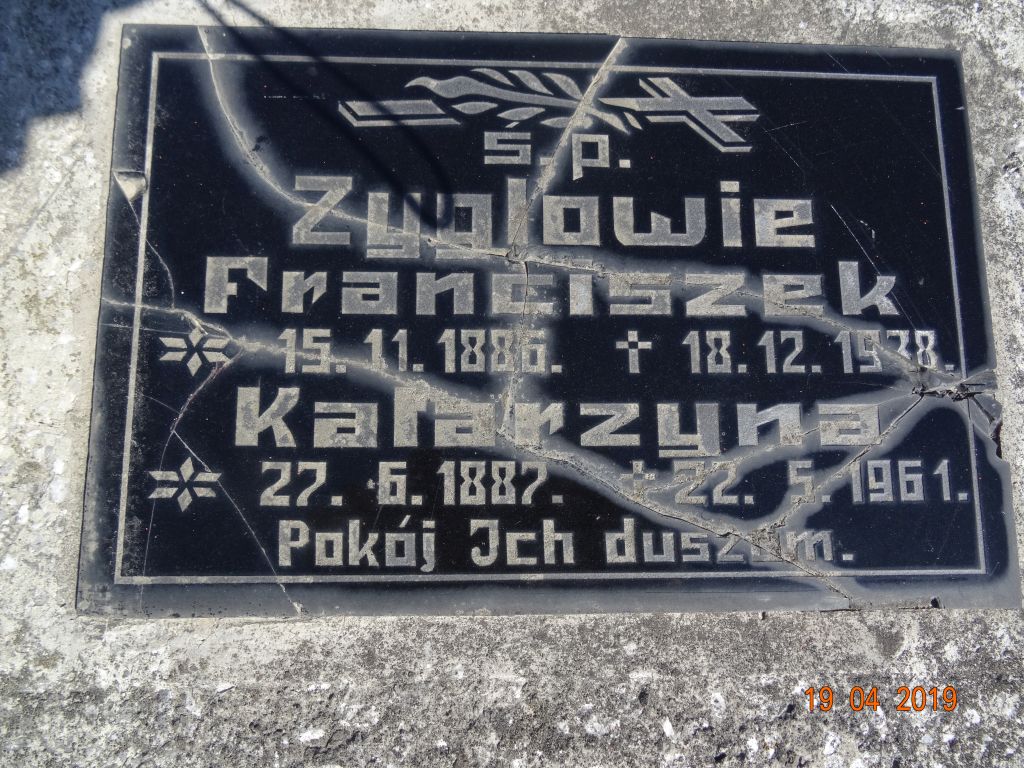 ś.p.
Zygłowie
Franciszek
15. 11. 1886. ✝ 18. 12. 1938.
Katarzyna
27. 6. 1887. ✝ 22. 5. 1961.
Pokój Jch duszom.
19 04 2019